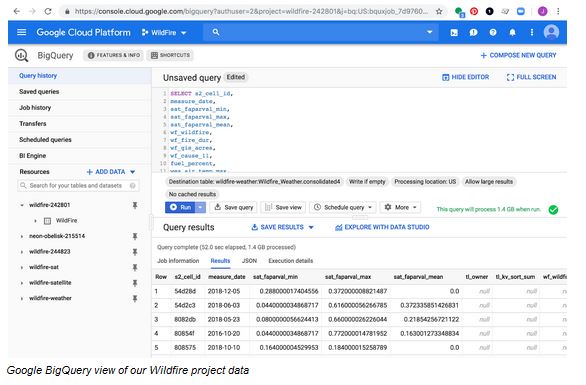 https://console.cloud.google.com/bigquery?authuser=2&project=wildfire-242801&j=bq:US:bquxjob_7d9760...
Google Cloud Platform
WildFire
BigQuery
FEATURES & INFO
SHORTCUTS
COMPOSE NEW QUERY
Query history
Saved queries
Job history
Transfers
Scheduled queries
BI Engine
Resources
ADD DATA
Search for your tables and datasets
wildfire-242801
WildFire
neon-obelisk-215514
wildfire-244823
wildfire-sat
wildfire-satellite
wildfire-weather
Unsaved query Edited
HIDE EDITOR
FULL SCREEN
1 SELECT s2_cell_id,
2 measure_date,
3 sat_faparval_min,
4 sat_faparval_max,
5 sat_faparval_mean,
6 wf_wildfire,
7 wf_fire_dur,
8 wf_gis_acres,
9 wf_cause_11,
10 fuel_percent,
Destination table: wildfire-weather:Wildfire_Weather.consolidated4
Write if empty
Processing location: US
Allow large results
No cached results
Run
Save query
Save view
Schedule query
More
This query will process 1.4 GB when run.
Query results
SAVE RESULTS
EXPLORE WITH DATA STUDIO
Query complete (52.0 sec elapsed, 1.4 GB processed)
Job information Results JSON Execution details
Row s2_cell_id measure_date sat_faparval_min sat_faparval_max sat_faparval_mean tl_owner tl_kv_sort_sum wf_wildfi
1 54d28d 2018-12-05 0.288000017404556 0.372000008821487 0.0 null null
2 54d2c3 2018-06-03 0.0440000034868717 0.616000056266785 0.372335851426831 null null
3 8082db 2018-05-23 0.0800000056624413 0.660000026226044 0.21854256721122 null null
4 80854f 2016-10-20 0.0440000034868717 0.772000014781952 0.163001273348834 null null
5 808575 2018-10-10 0.164000004529953 0.184000015258789 0.0 null null
Google BigQuery view of our Wildfire project data